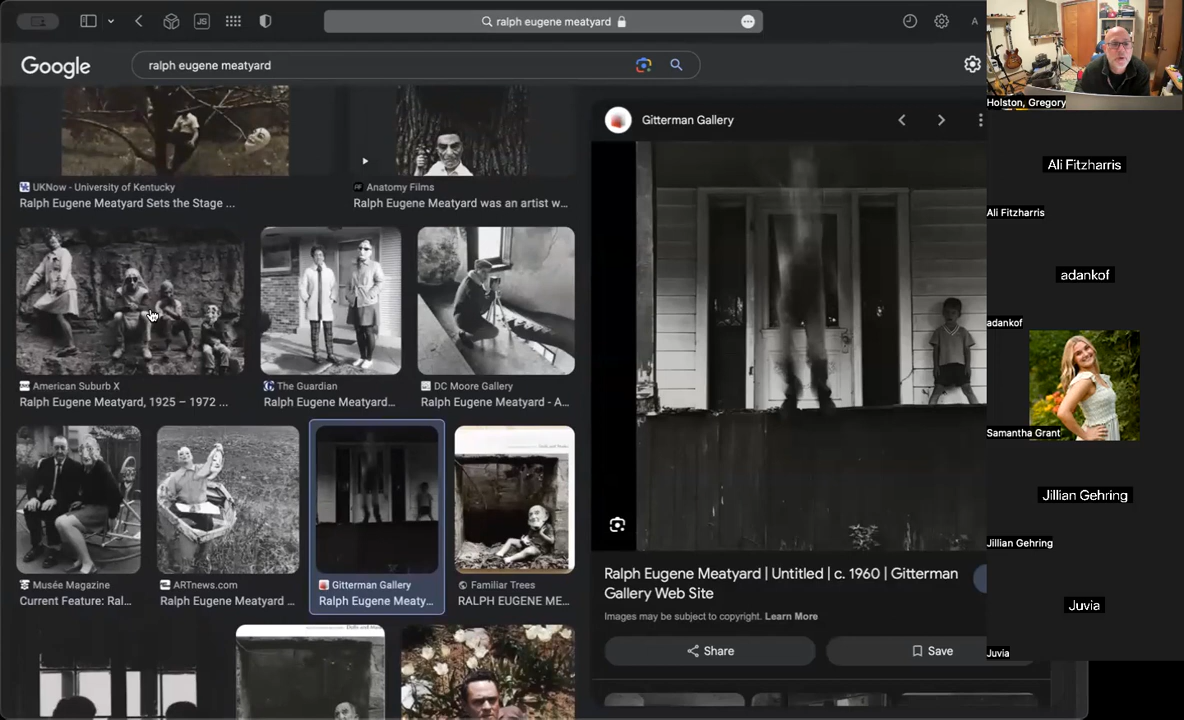 ralph eugene meatyard
JS
A
Google
ralph eugene meatyard
UKNow - University of Kentucky
Ralph Eugene Meatyard Sets the Stage ...
Anatomy Films
Ralph Eugene Meatyard was an artist w...
American Suburb X
Ralph Eugene Meatyard, 1925 – 1972 ...
The Guardian
Ralph Eugene Meatyard...
DC Moore Gallery
Ralph Eugene Meatyard - A...
Musée Magazine
Current Feature: Ral...
ARTnews.com
Ralph Eugene Meatyard ...
Gitterman Gallery
Ralph Eugene Meaty...
Familiar Trees
RALPH EUGENE ME...
Gitterman Gallery
Ralph Eugene Meatyard | Untitled | c. 1960 | Gitterman
Gallery Web Site
Images may be subject to copyright. Learn More
Share
Save
Holston, Gregory
Ali Fitzharris
Ali Fitzharris
adankof
adankof
Samantha Grant
Jillian Gehring
Jillian Gehring
Juvia
Juvia